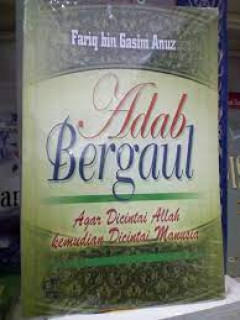 Fariq bin Gasim Anuz
Adab
Bergaul
Agar Dicintai Allah
kemudian Dicintai Manusia